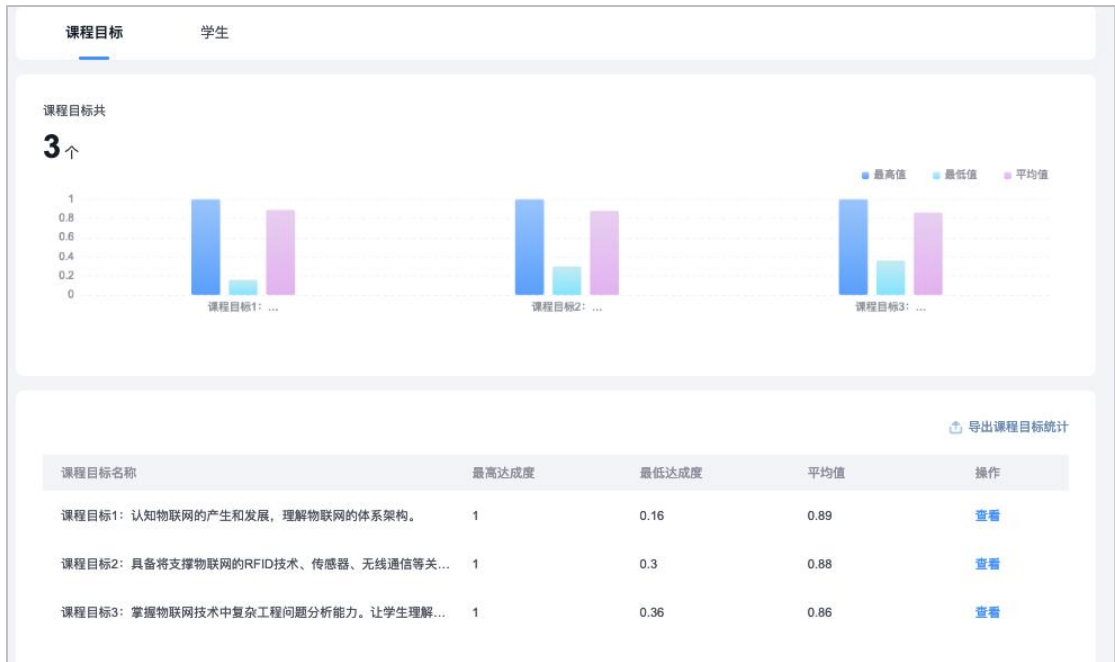 课程目标 学生
课程目标共
3个
最高值 最低值 平均值
1
0.8
0.6
0.4
0.2
0
课程目标1：... 课程目标2：... 课程目标3：...
导出课程目标统计
课程目标名称 最高达成度 最低达成度 平均值 操作
课程目标1：认知物联网的产生和发展，理解物联网的体系架构。 1 0.16 0.89 查看
课程目标2：具备将支撑物联网的RFID技术、传感器、无线通信等关... 1 0.3 0.88 查看
课程目标3：掌握物联网技术中复杂工程问题分析能力。让学生理解... 1 0.36 0.86 查看